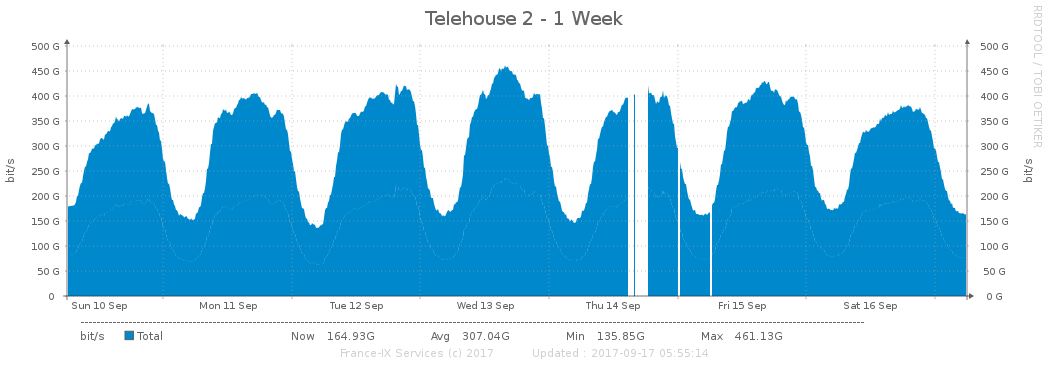 Telehouse 2 - 1 Week
RRDTOOL / TOBI OETIKER
500 G 500 G
450 G 450 G
400 G 400 G
350 G 350 G
300 G 300 G
250 G 250 G
200 G 200 G
150 G 150 G
100 G 100 G
50 G 50 G
0 0 G
bit/s bit/s
Sun 10 Sep Mon 11 Sep Tue 12 Sep Wed 13 Sep Thu 14 Sep Fri 15 Sep Sat 16 Sep
bit/s Total Now 164.93G Avg 307.04G Min 135.85G Max 461.13G
France-IX Services (c) 2017 Updated : 2017-09-17 05:55:14